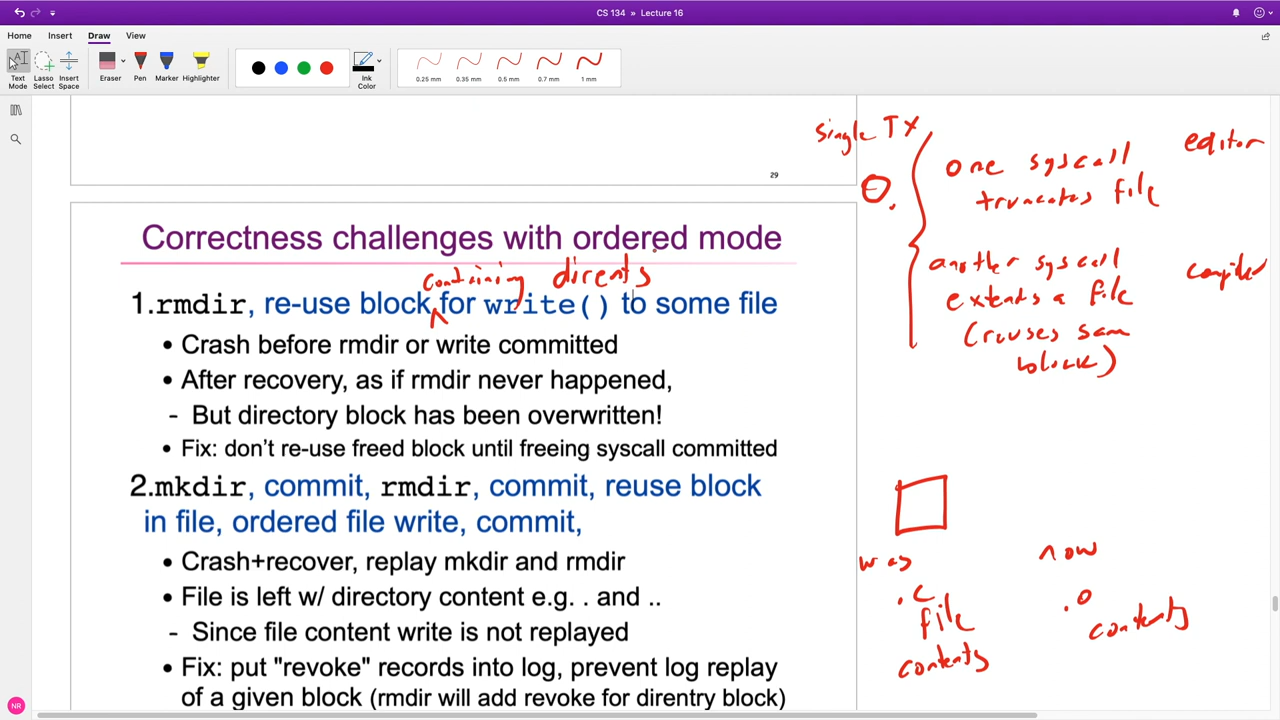 CS 134 » Lecture 16
Home Insert Draw View
Text Mode
Lasso Select
Insert Space
Eraser
Pen
Marker
Highlighter
Ink Color
0.25 mm 0.35 mm 0.5 mm 0.7 mm 1 mm
29
Correctness challenges with ordered mode
containing dirents
1.rmdir, re-use block for write() to some file
• Crash before rmdir or write committed
• After recovery, as if rmdir never happened,
- But directory block has been overwritten!
• Fix: don't re-use freed block until freeing syscall committed
2.mkdir, commit, rmdir, commit, reuse block
in file, ordered file write, commit,
• Crash+recover, replay mkdir and rmdir
• File is left w/ directory content e.g. . and ..
- Since file content write is not replayed
• Fix: put "revoke" records into log, prevent log replay
of a given block (rmdir will add revoke for direntry block)
single TX
one syscall
truncates file
editor
another syscall
extends a file
compiler
block)
was
.c
file
contents
now
.o
contents
NR